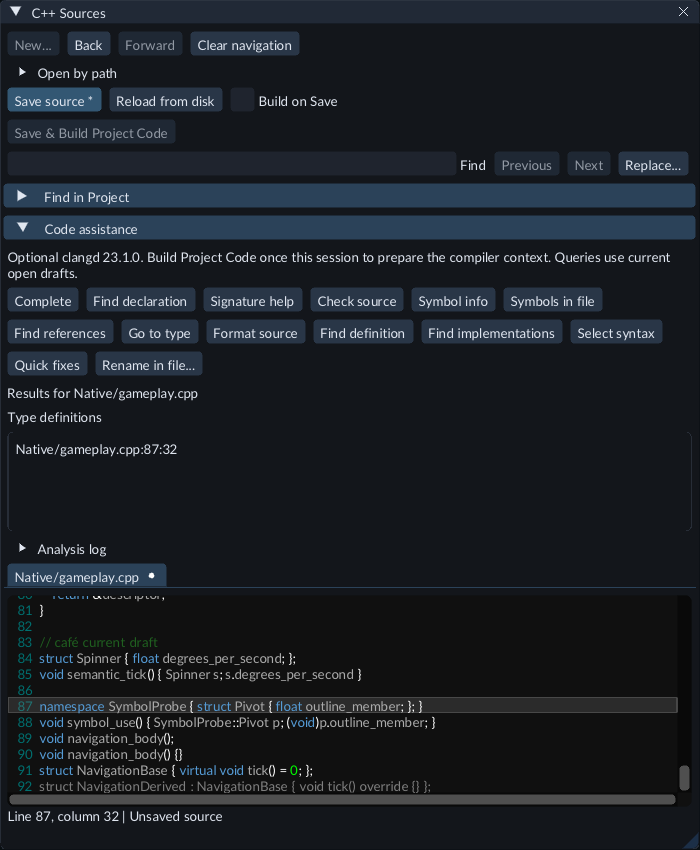 C++ Sources
New... Back Forward Clear navigation
Open by path
Save source * Reload from disk Build on Save
Save & Build Project Code
Find Previous Next Replace...
Find in Project
Code assistance
Optional clangd 23.1.0. Build Project Code once this session to prepare the compiler context. Queries use current
open drafts.
Complete Find declaration Signature help Check source Symbol info Symbols in file
Find references Go to type Format source Find definition Find implementations Select syntax
Quick fixes Rename in file...
Results for Native/gameplay.cpp
Type definitions
Native/gameplay.cpp:87:32
Analysis log
Native/gameplay.cpp
80 return &descriptor;
81 }
82
83 // café current draft
84 struct Spinner { float degrees_per_second; };
85 void semantic_tick() { Spinner s; s.degrees_per_second }
86
87 namespace SymbolProbe { struct Pivot { float outline_member; }; }
88 void symbol_use() { SymbolProbe::Pivot p; (void)p.outline_member; }
89 void navigation_body();
90 void navigation_body() {}
91 struct NavigationBase { virtual void tick() = 0; };
92 struct NavigationDerived : NavigationBase { void tick() override {} };
Line 87, column 32 | Unsaved source